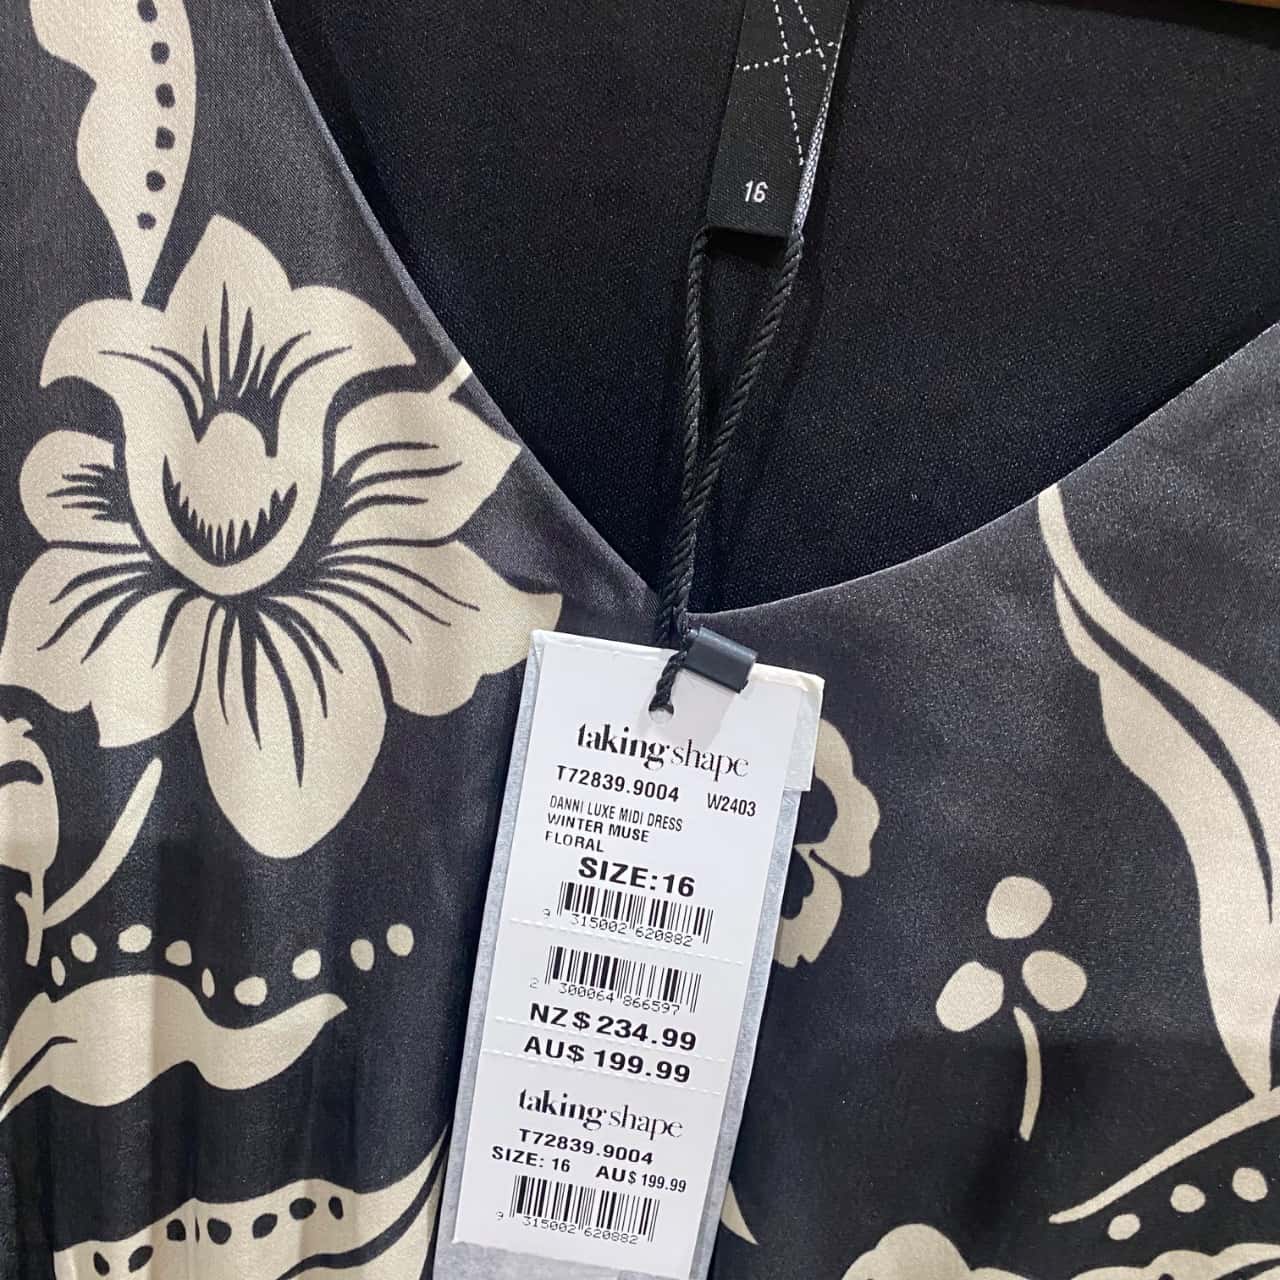 16
taking shape
T72839.9004 W2403
DANNI LUXE MIDI DRESS
WINTER MUSE
FLORAL
SIZE:16
9 315002 620882
2 300064 866597
NZ$234.99
AU$199.99
taking shape
T72839.9004
SIZE: 16 AU$199.99
9 315002 620882